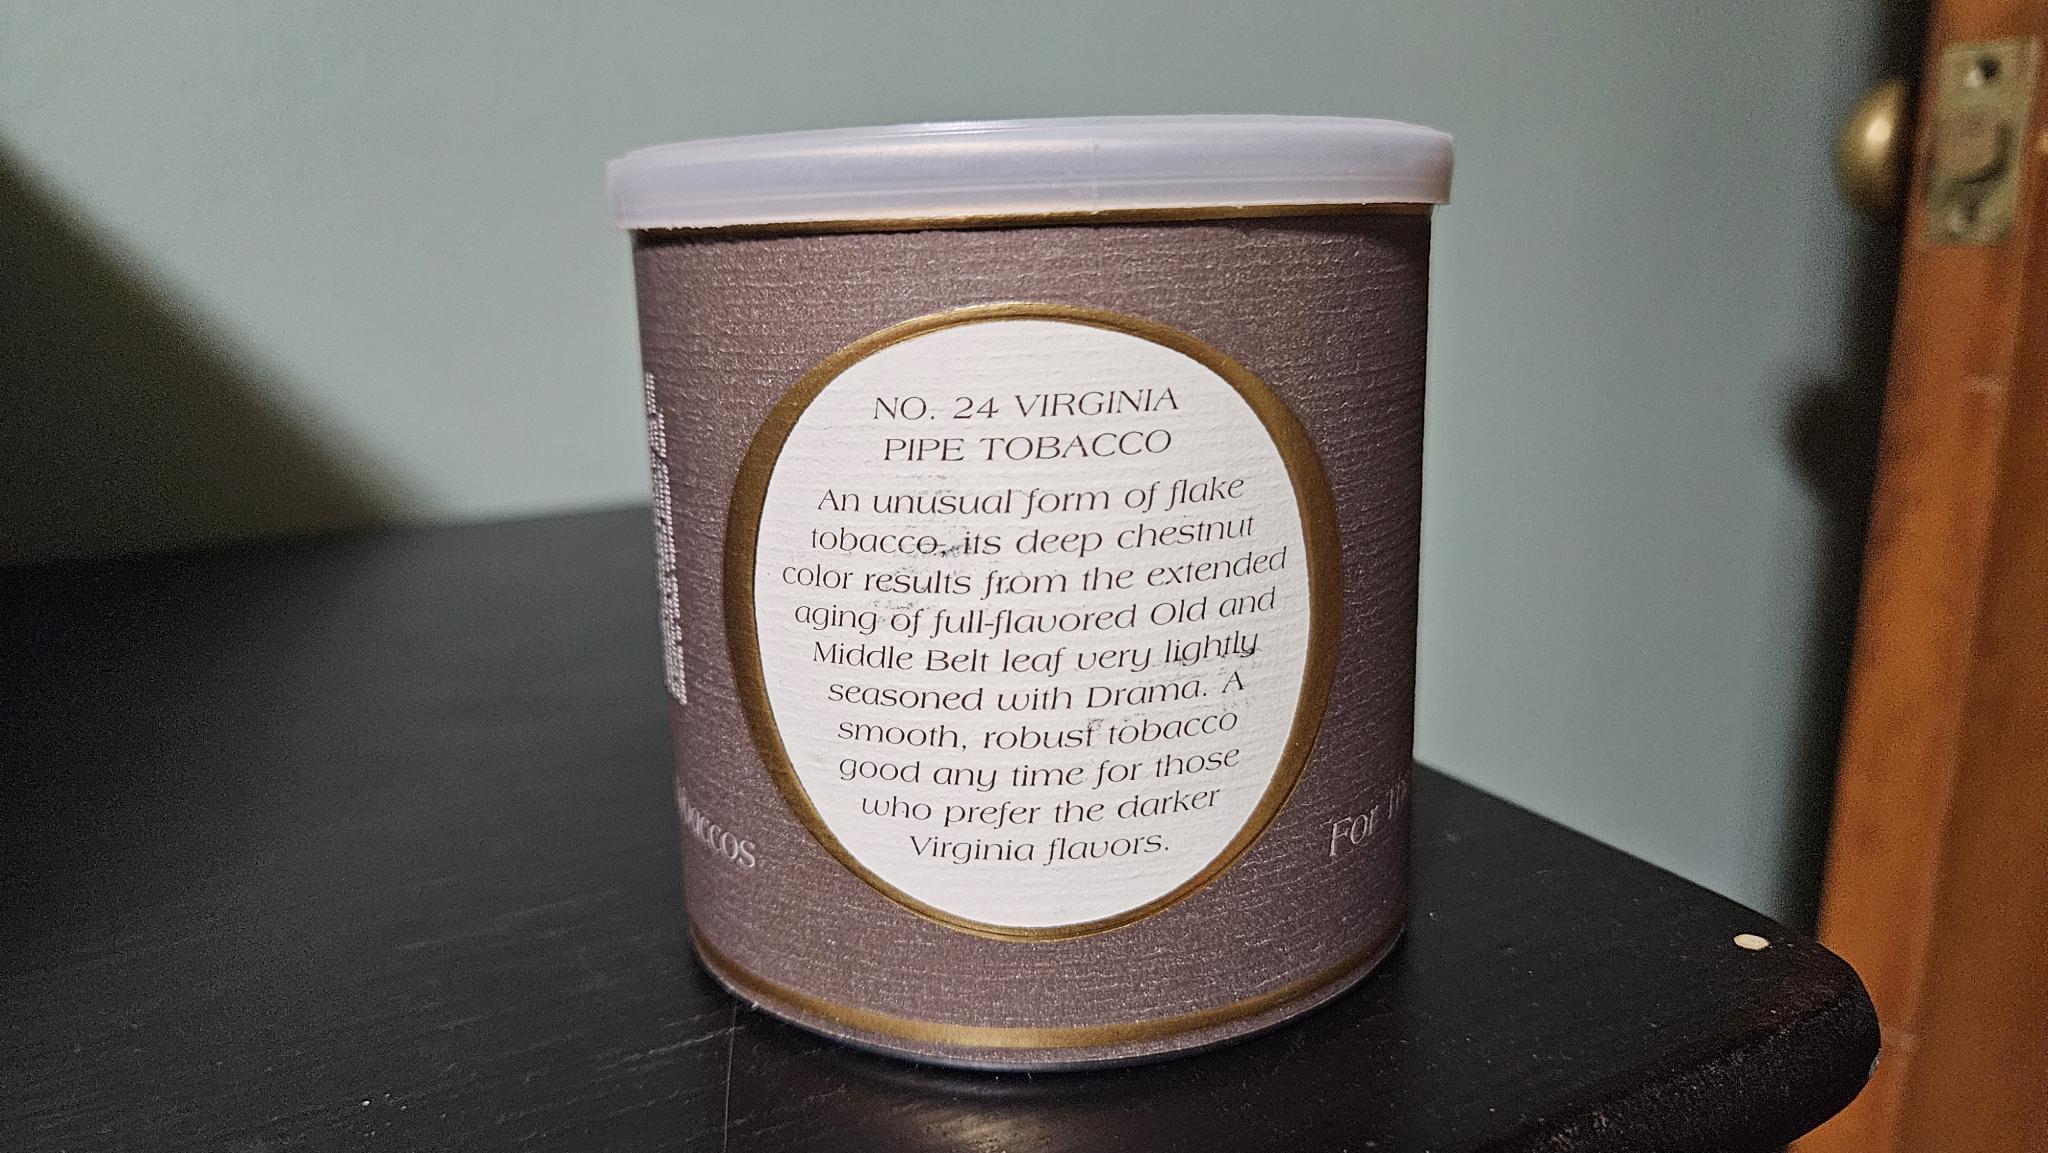 NO. 24 VIRGINIA
PIPE TOBACCO
An unusual form of flake
tobacco, its deep chestnut
color results from the extended
aging of full-flavored Old and
Middle Belt leaf very lightly
seasoned with Drama. A
smooth, robust tobacco
good any time for those
who prefer the darker
Virginia flavors.
For